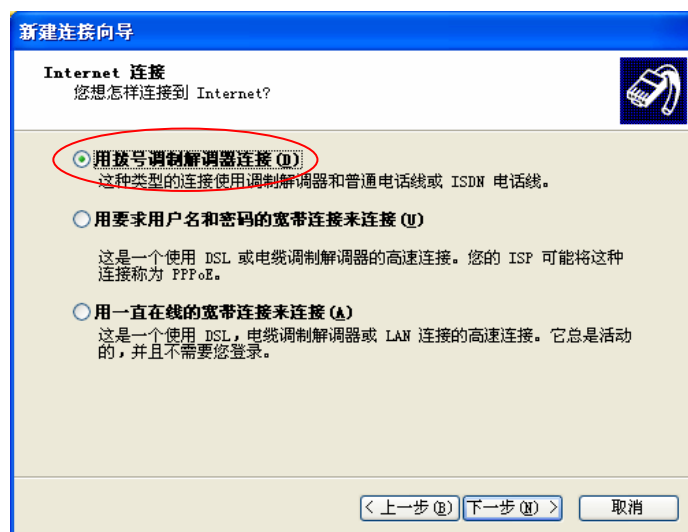 新建连接向导
Internet 连接
您想怎样连接到 Internet?
用拨号调制解调器连接(D)
这种类型的连接使用调制解调器和普通电话线或 ISDN 电话线。
用要求用户名和密码的宽带连接来连接(U)
这是一个使用 DSL 或电缆调制解调器的高速连接。您的 ISP 可能将这种
连接称为 PPPoE。
用一直在线的宽带连接来连接(A)
这是一个使用 DSL，电缆调制解调器或 LAN 连接的高速连接。它总是活动
的，并且不需要您登录。
< 上一步(B) 下一步(N) > 取消